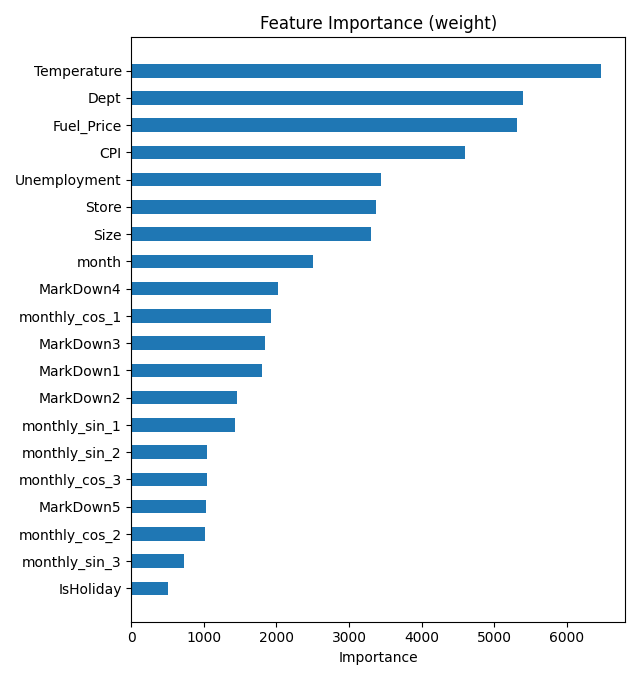 Feature Importance (weight)
Temperature
Dept
Fuel_Price
CPI
Unemployment
Store
Size
month
MarkDown4
monthly_cos_1
MarkDown3
MarkDown1
MarkDown2
monthly_sin_1
monthly_sin_2
monthly_cos_3
MarkDown5
monthly_cos_2
monthly_sin_3
IsHoliday
0 1000 2000 3000 4000 5000 6000
Importance